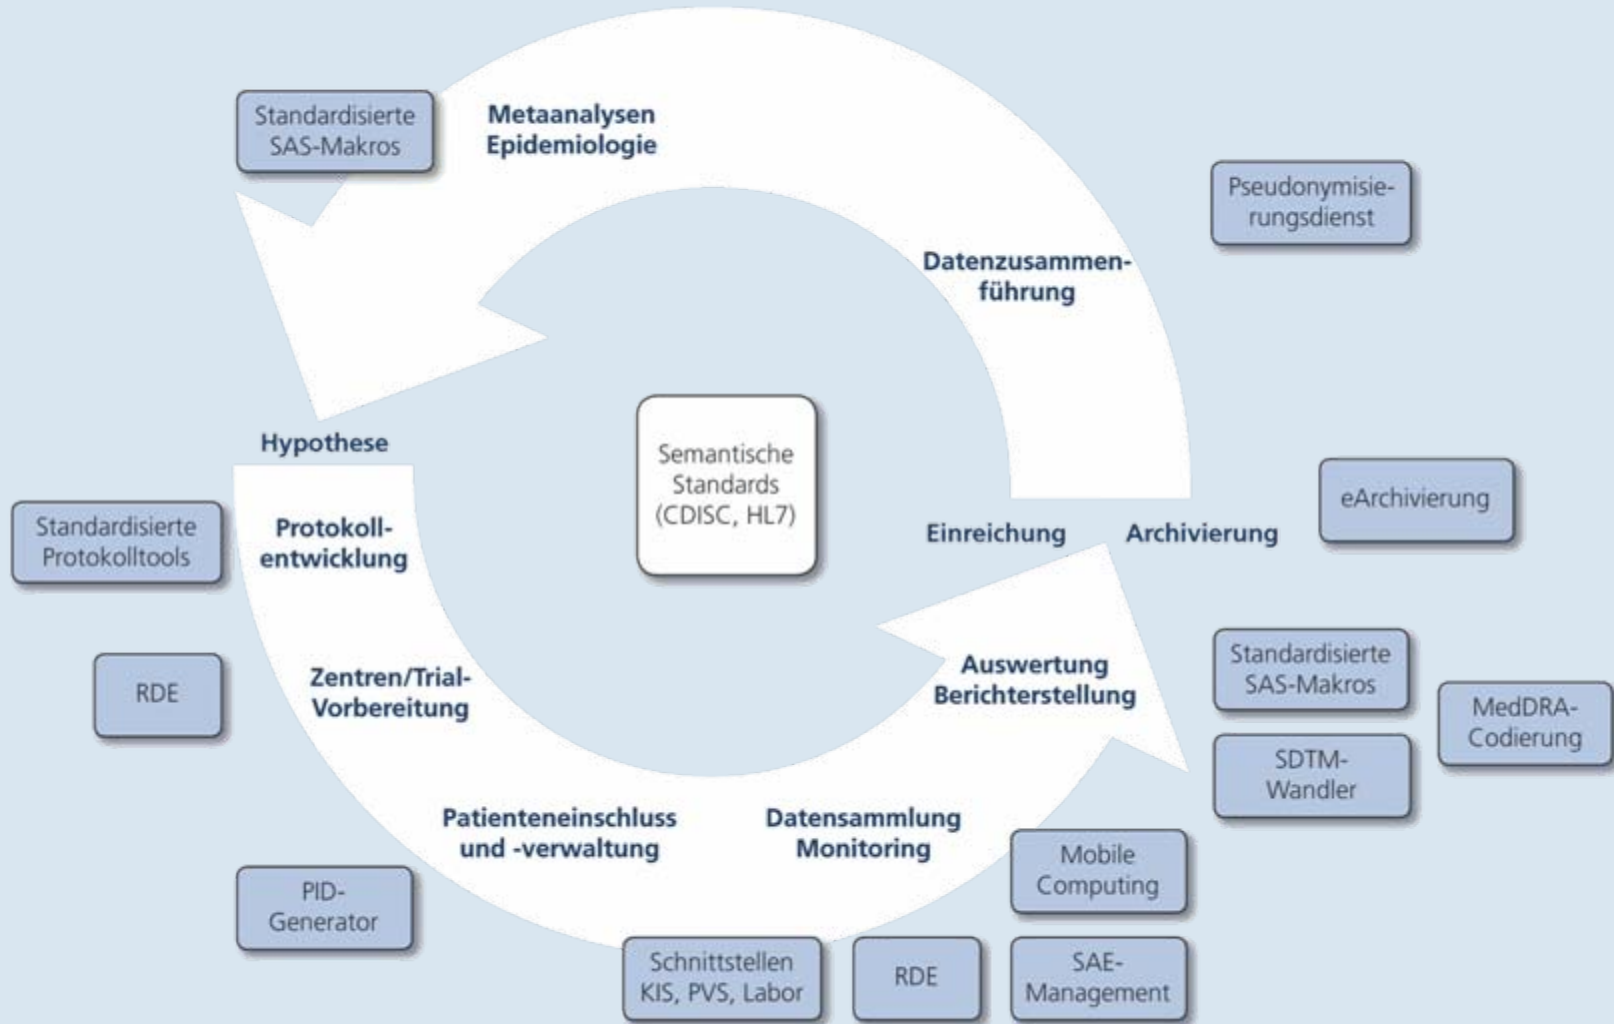 Standardisierte
SAS-Makros
Metaanalysen
Epidemiologie
Pseudonymisie-
rungsdienst
Datenzusammen-
führung
Hypothese
Semantische
Standards
(CDISC, HL7)
eArchivierung
Standardisierte
Protokolltools
Protokoll-
entwicklung
Einreichung
Archivierung
RDE
Zentren/Trial-
Vorbereitung
Auswertung
Berichterstellung
Standardisierte
SAS-Makros
MedDRA-
Codierung
SDTM-
Wandler
Patienteneinschluss
und -verwaltung
Datensammlung
Monitoring
Mobile
Computing
PID-
Generator
Schnittstellen
KIS, PVS, Labor
RDE
SAE-
Management